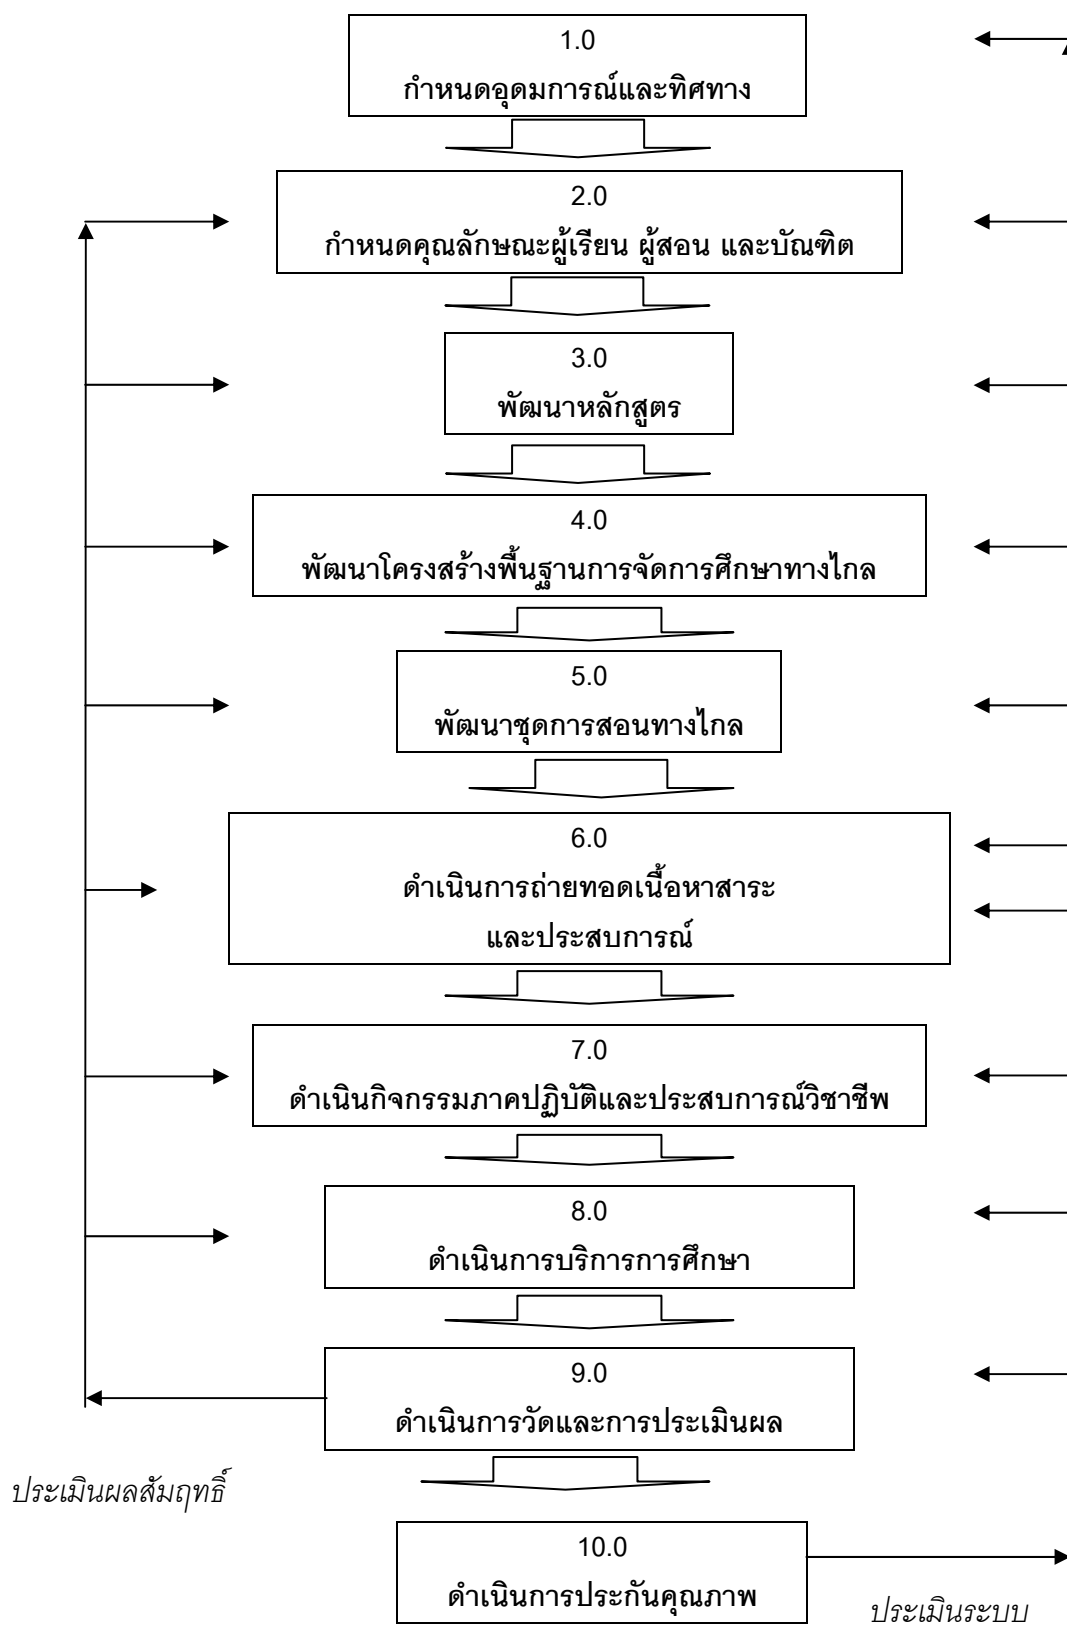 1.0
กำหนดอุดมการณ์และทิศทาง
2.0
กำหนดคุณลักษณะผู้เรียน ผู้สอน และบัณฑิต
3.0
พัฒนาหลักสูตร
4.0
พัฒนาโครงสร้างพื้นฐานการจัดการศึกษาทางไกล
5.0
พัฒนาชุดการสอนทางไกล
6.0
ดำเนินการถ่ายทอดเนื้อหาสาระ
และประสบการณ์
7.0
ดำเนินกิจกรรมภาคปฏิบัติและประสบการณ์วิชาชีพ
8.0
ดำเนินการบริการการศึกษา
9.0
ดำเนินการวัดและการประเมินผล
ประเมินผลสัมฤทธิ์
10.0
ดำเนินการประกันคุณภาพ
ประเมินระบบ